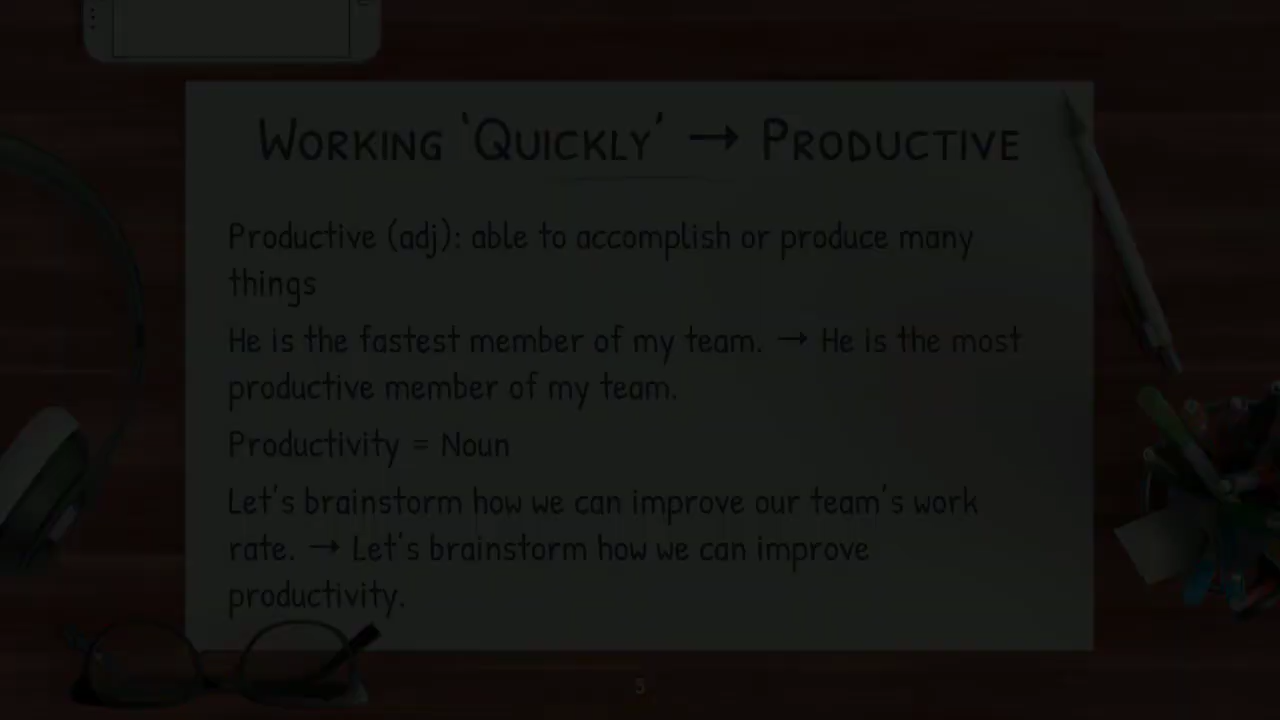 Working 'Quickly' → Productive
Productive (adj): able to accomplish or produce many
things
He is the fastest member of my team. → He is the most
productive member of my team.
Productivity = Noun
Let's brainstorm how we can improve our team's work
rate. → Let's brainstorm how we can improve
productivity.
5